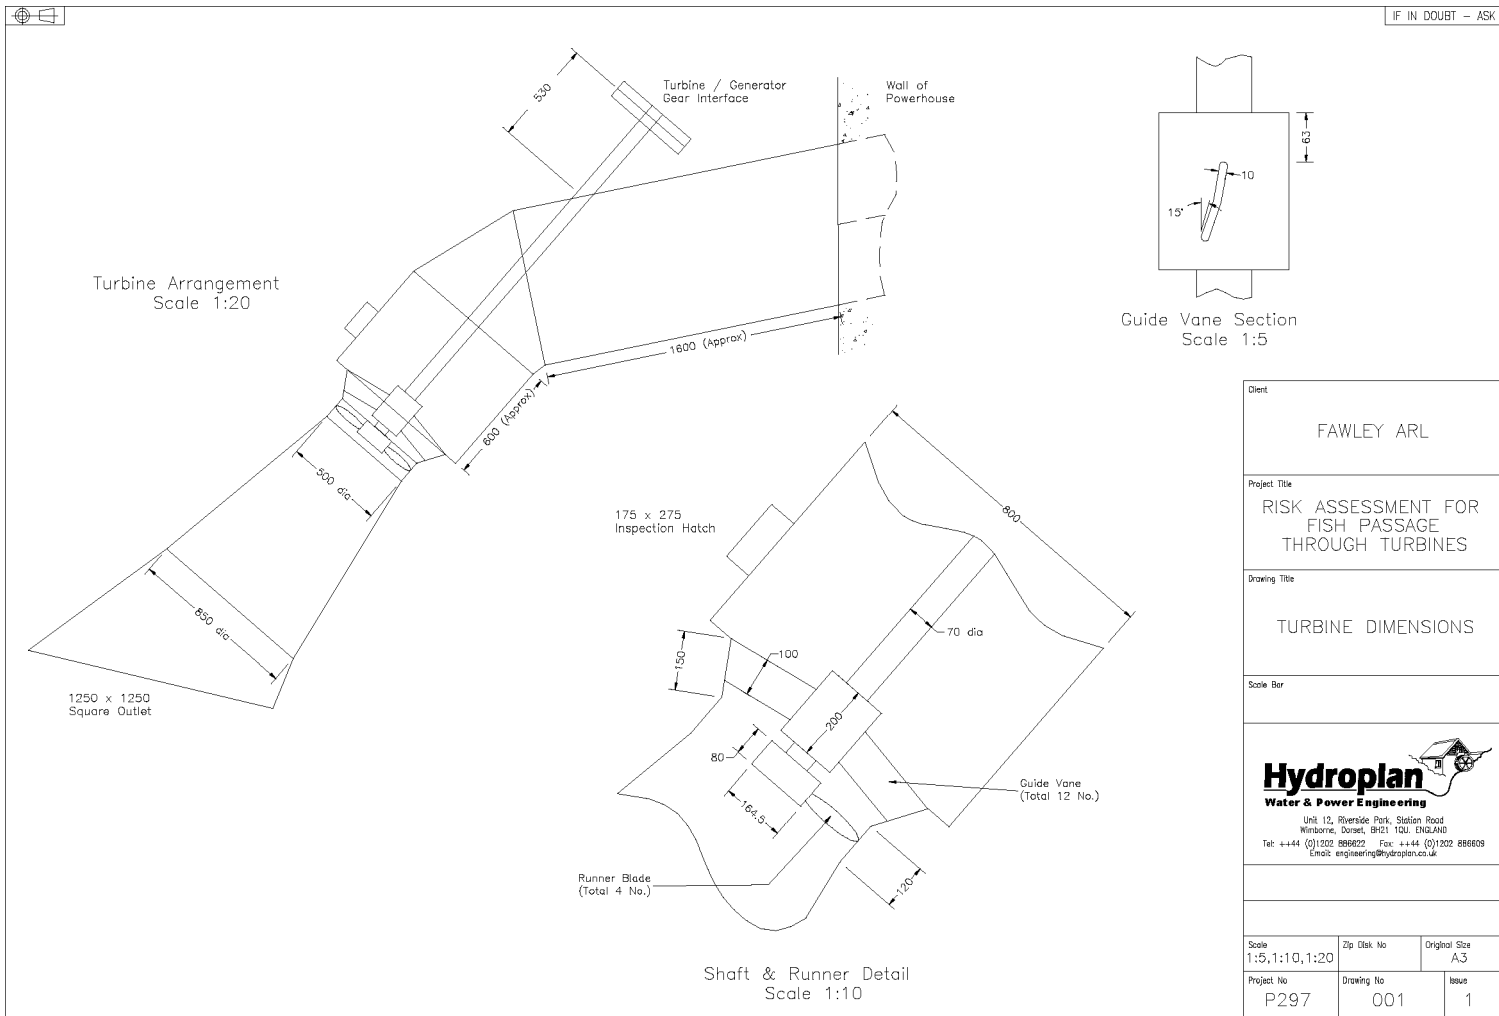 IF IN DOUBT - ASK
530
Turbine / Generator
Gear Interface
Wall of
Powerhouse
63
10
15°
Guide Vane Section
Scale 1:5
Turbine Arrangement
Scale 1:20
1600 (Approx)
600 (Approx)
500 dia
850 dia
1250 x 1250
Square Outlet
175 x 275
Inspection Hatch
800
70 dia
150
100
200
80
164.5
120
Guide Vane
(Total 12 No.)
Runner Blade
(Total 4 No.)
Shaft & Runner Detail
Scale 1:10
Client
FAWLEY ARL
Project Title
RISK ASSESSMENT FOR
FISH PASSAGE
THROUGH TURBINES
Drawing Title
TURBINE DIMENSIONS
Scale Bar
Hydroplan
Water & Power Engineering
Unit 12, Riverside Park, Station Road
Wimborne, Dorset, BH21 1QU. ENGLAND
Tel: ++44 (0)1202 886622 Fax: ++44 (0)1202 886609
Email: engineering@hydroplan.co.uk
Scale
1:5,1:10,1:20
Zip Disk No
Original Size
A3
Project No
P297
Drawing No
001
Issue
1